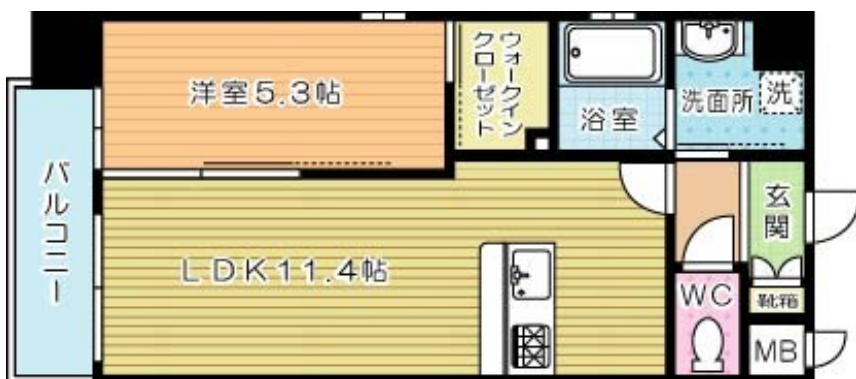 洋室5.3帖
ウォークイン
クローゼット
浴室
洗面所
洗
バルコニー
LDK11.4帖
玄関
WC
靴箱
MB